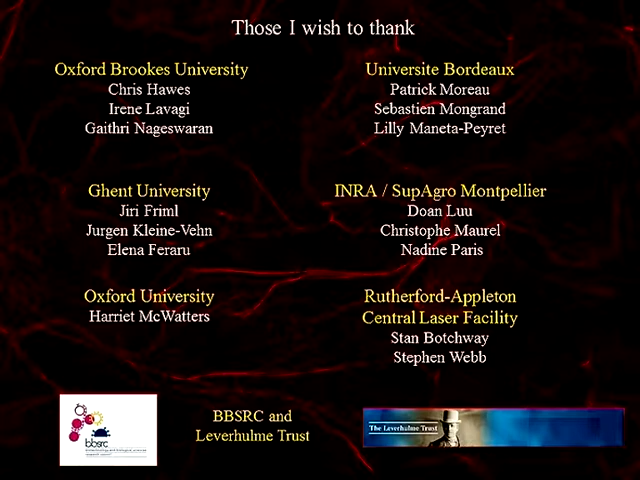 Those I wish to thank
Oxford Brookes University
Chris Hawes
Irene Lavagi
Gaithri Nageswaran
Universite Bordeaux
Patrick Moreau
Sebastien Mongrand
Lilly Maneta-Peyret
Ghent University
Jiri Friml
Jurgen Kleine-Vehn
Elena Feraru
INRA / SupAgro Montpellier
Doan Luu
Christophe Maurel
Nadine Paris
Oxford University
Harriet McWatters
Rutherford-Appleton
Central Laser Facility
Stan Botchway
Stephen Webb
bbsrc
BBSRC and
Leverhulme Trust
The Leverhulme Trust